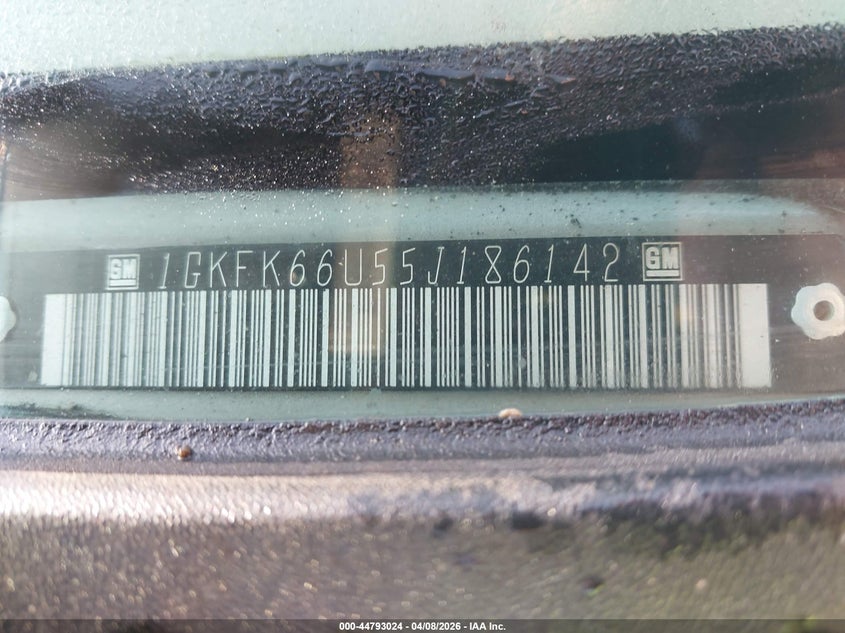 GM 1GKFK66U55J186142 GM
000-44793024 | 04/08/2026 - IAA Inc.